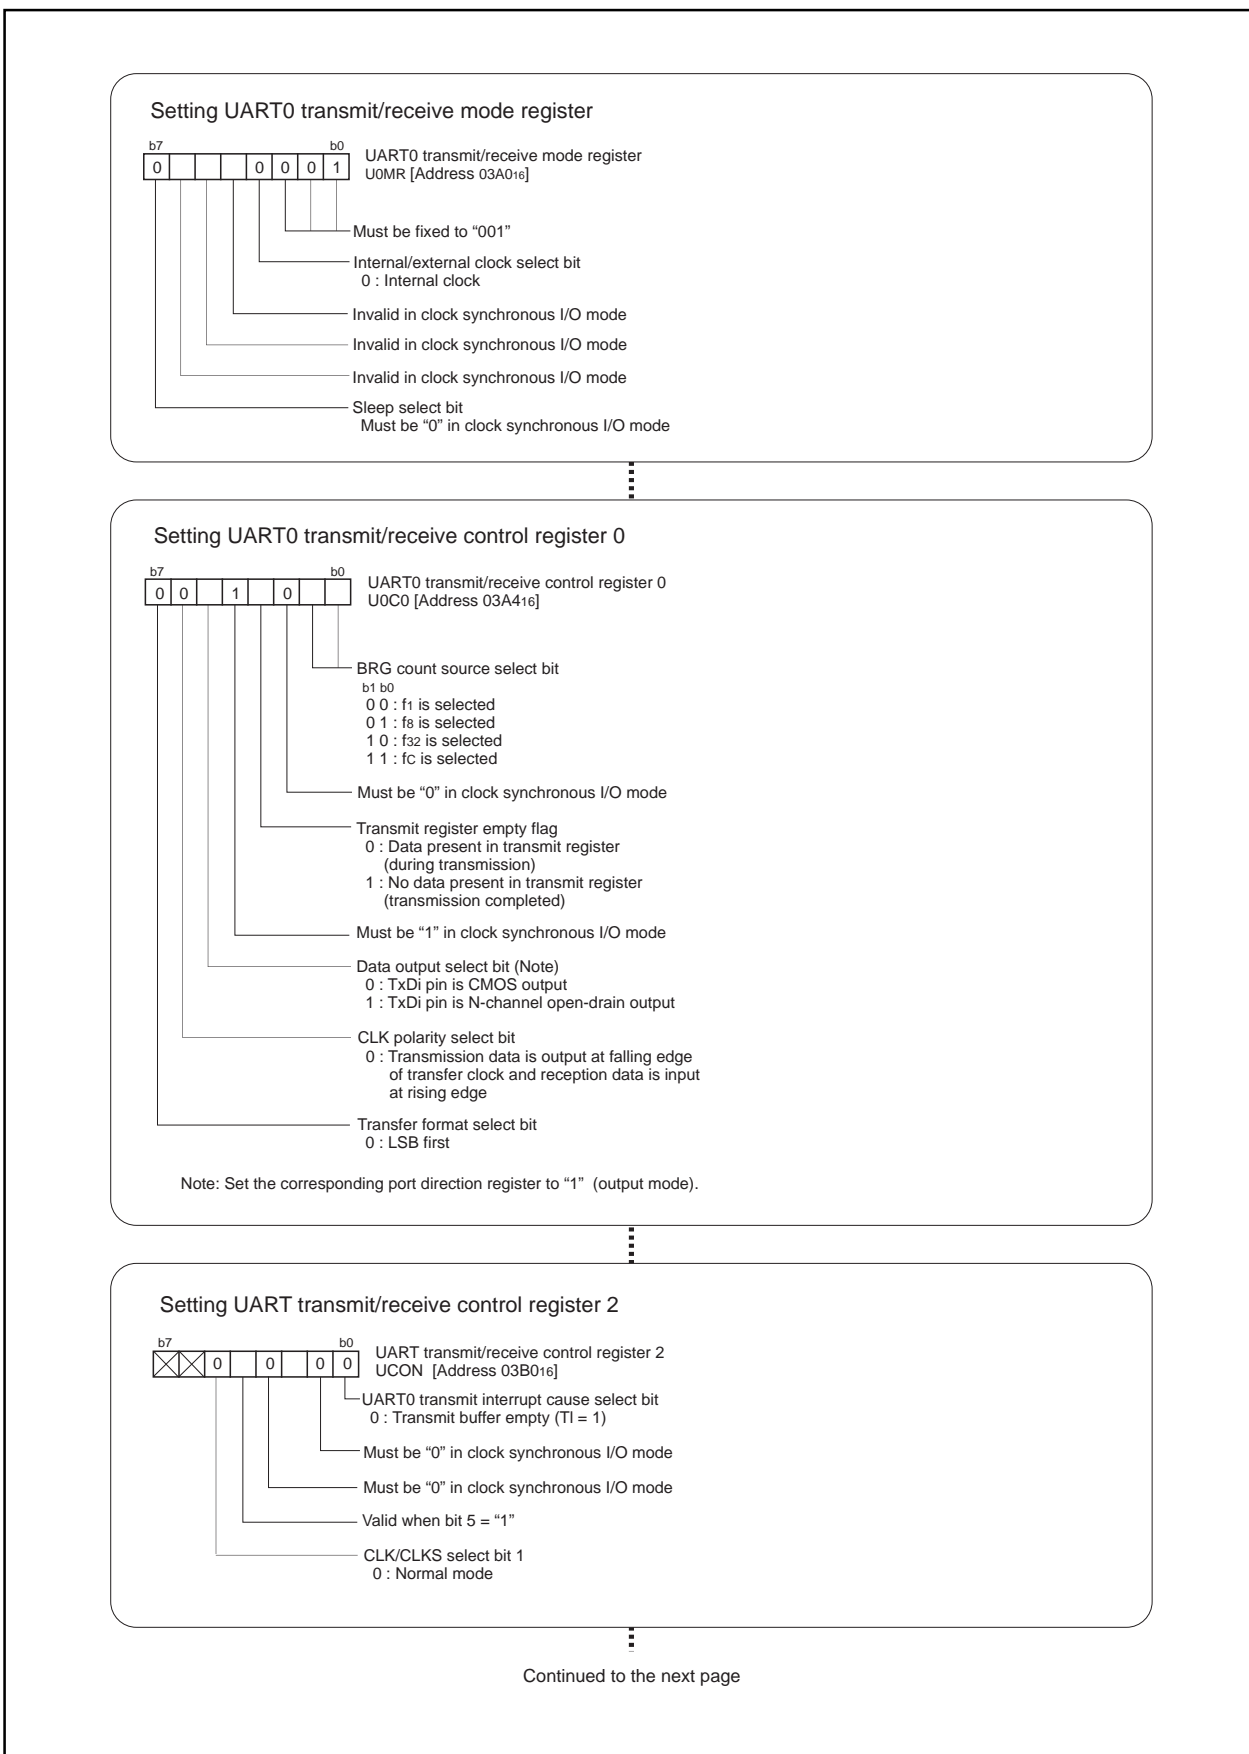 Setting UART0 transmit/receive mode register
b7 b0
0 0 0 0 1
UART0 transmit/receive mode register
U0MR [Address 03A016]
Must be fixed to “001”
Internal/external clock select bit
0 : Internal clock
Invalid in clock synchronous I/O mode
Invalid in clock synchronous I/O mode
Invalid in clock synchronous I/O mode
Sleep select bit
Must be “0” in clock synchronous I/O mode
Setting UART0 transmit/receive control register 0
b7 b0
0 0 1 0
UART0 transmit/receive control register 0
U0C0 [Address 03A416]
BRG count source select bit
b1 b0
0 0 : f1 is selected
0 1 : f8 is selected
1 0 : f32 is selected
1 1 : fC is selected
Must be “0” in clock synchronous I/O mode
Transmit register empty flag
0 : Data present in transmit register
(during transmission)
1 : No data present in transmit register
(transmission completed)
Must be “1” in clock synchronous I/O mode
Data output select bit (Note)
0 : TxDi pin is CMOS output
1 : TxDi pin is N-channel open-drain output
CLK polarity select bit
0 : Transmission data is output at falling edge
of transfer clock and reception data is input
at rising edge
Transfer format select bit
0 : LSB first
Note: Set the corresponding port direction register to “1” (output mode).
Setting UART transmit/receive control register 2
b7 b0
0 0 0 0
UART transmit/receive control register 2
UCON [Address 03B016]
UART0 transmit interrupt cause select bit
0 : Transmit buffer empty (TI = 1)
Must be “0” in clock synchronous I/O mode
Must be “0” in clock synchronous I/O mode
Valid when bit 5 = “1”
CLK/CLKS select bit 1
0 : Normal mode
Continued to the next page